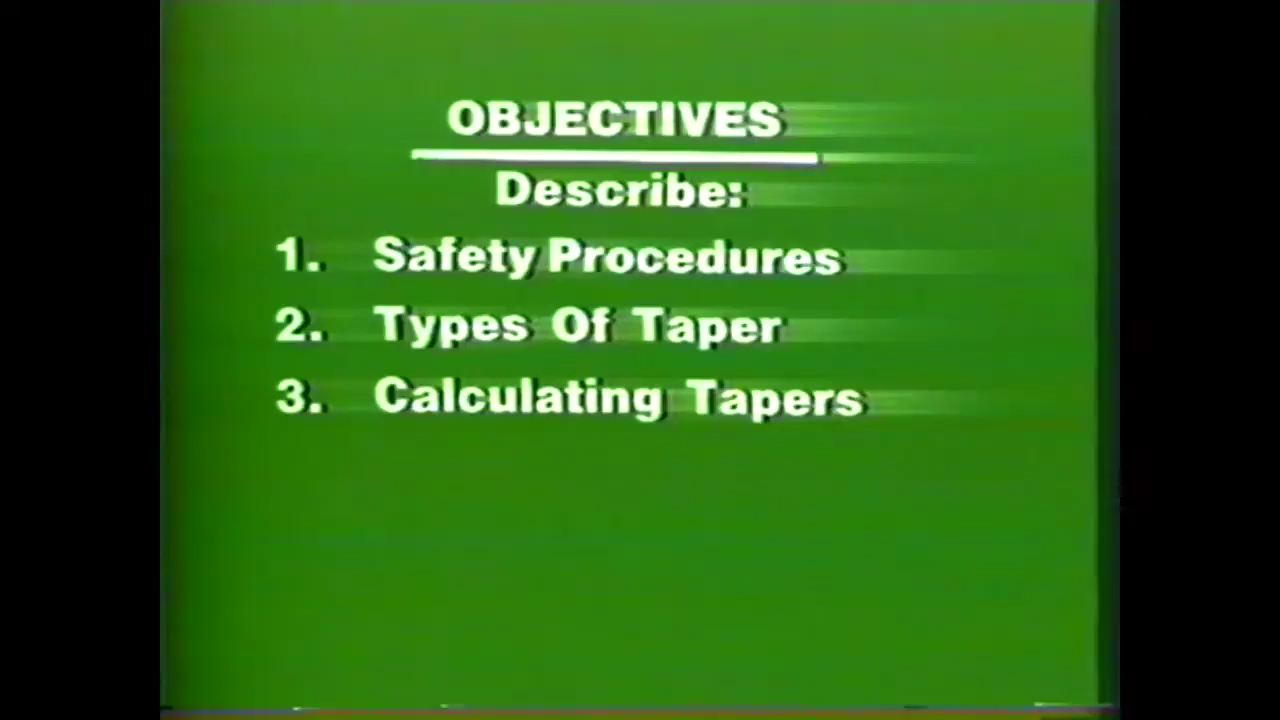 OBJECTIVES
Describe:
1. Safety Procedures
2. Types Of Taper
3. Calculating Tapers